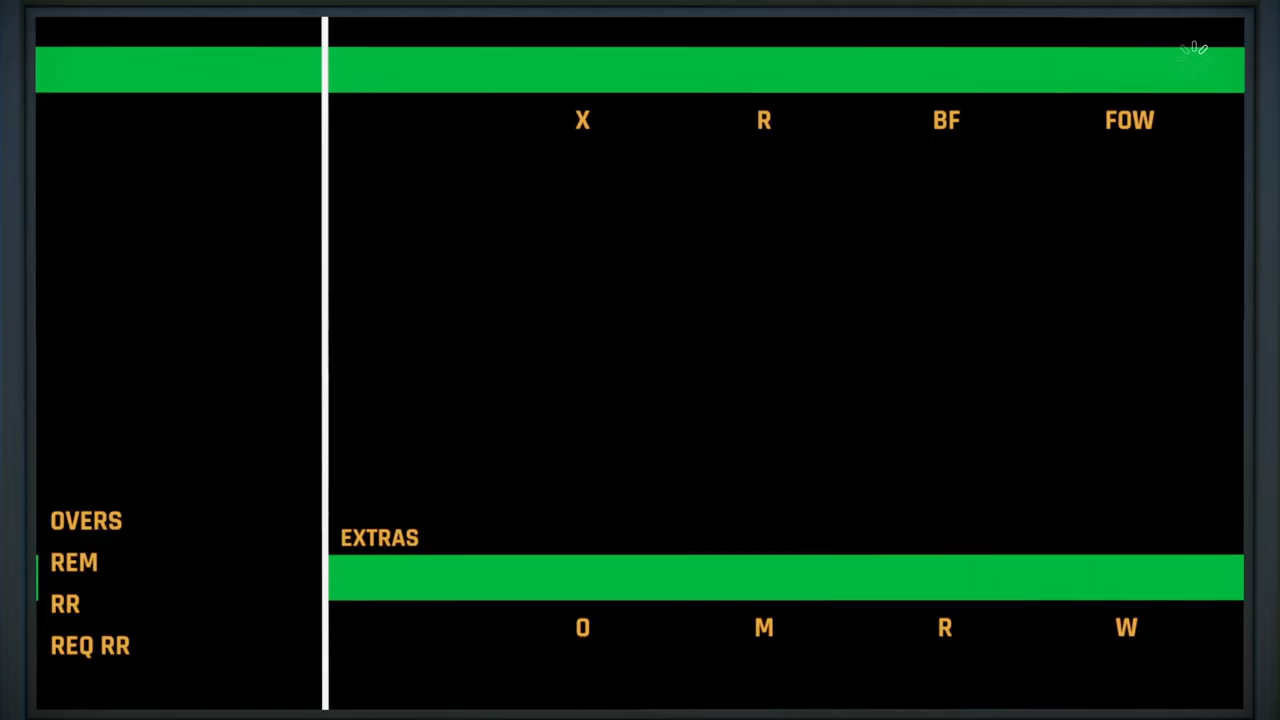 X R BF FOW
OVERS
REM
RR
REQ RR
EXTRAS
O M R W